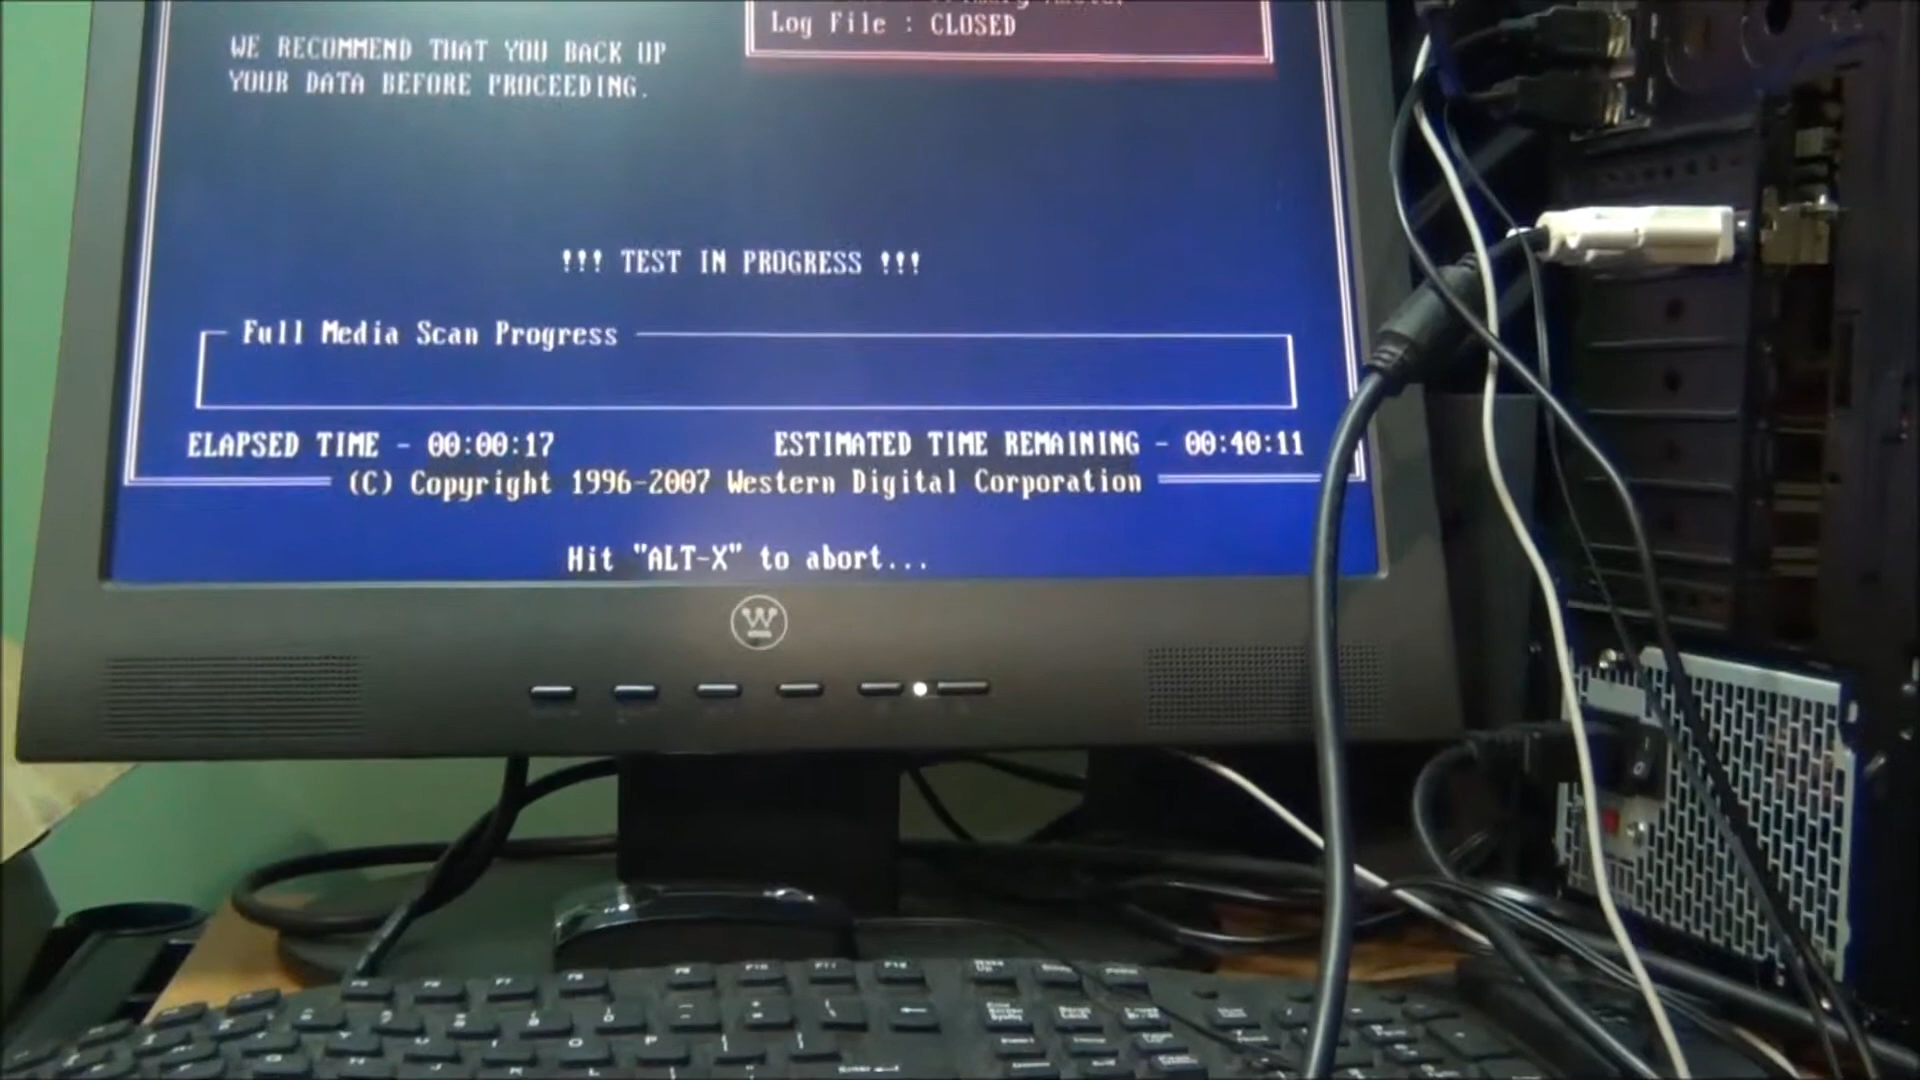 Log File : CLOSED
WE RECOMMEND THAT YOU BACK UP
YOUR DATA BEFORE PROCEEDING.
!!! TEST IN PROGRESS !!!
Full Media Scan Progress
ELAPSED TIME - 00:00:17
ESTIMATED TIME REMAINING - 00:40:11
(C) Copyright 1996-2007 Western Digital Corporation
Hit "ALT-X" to abort...
W